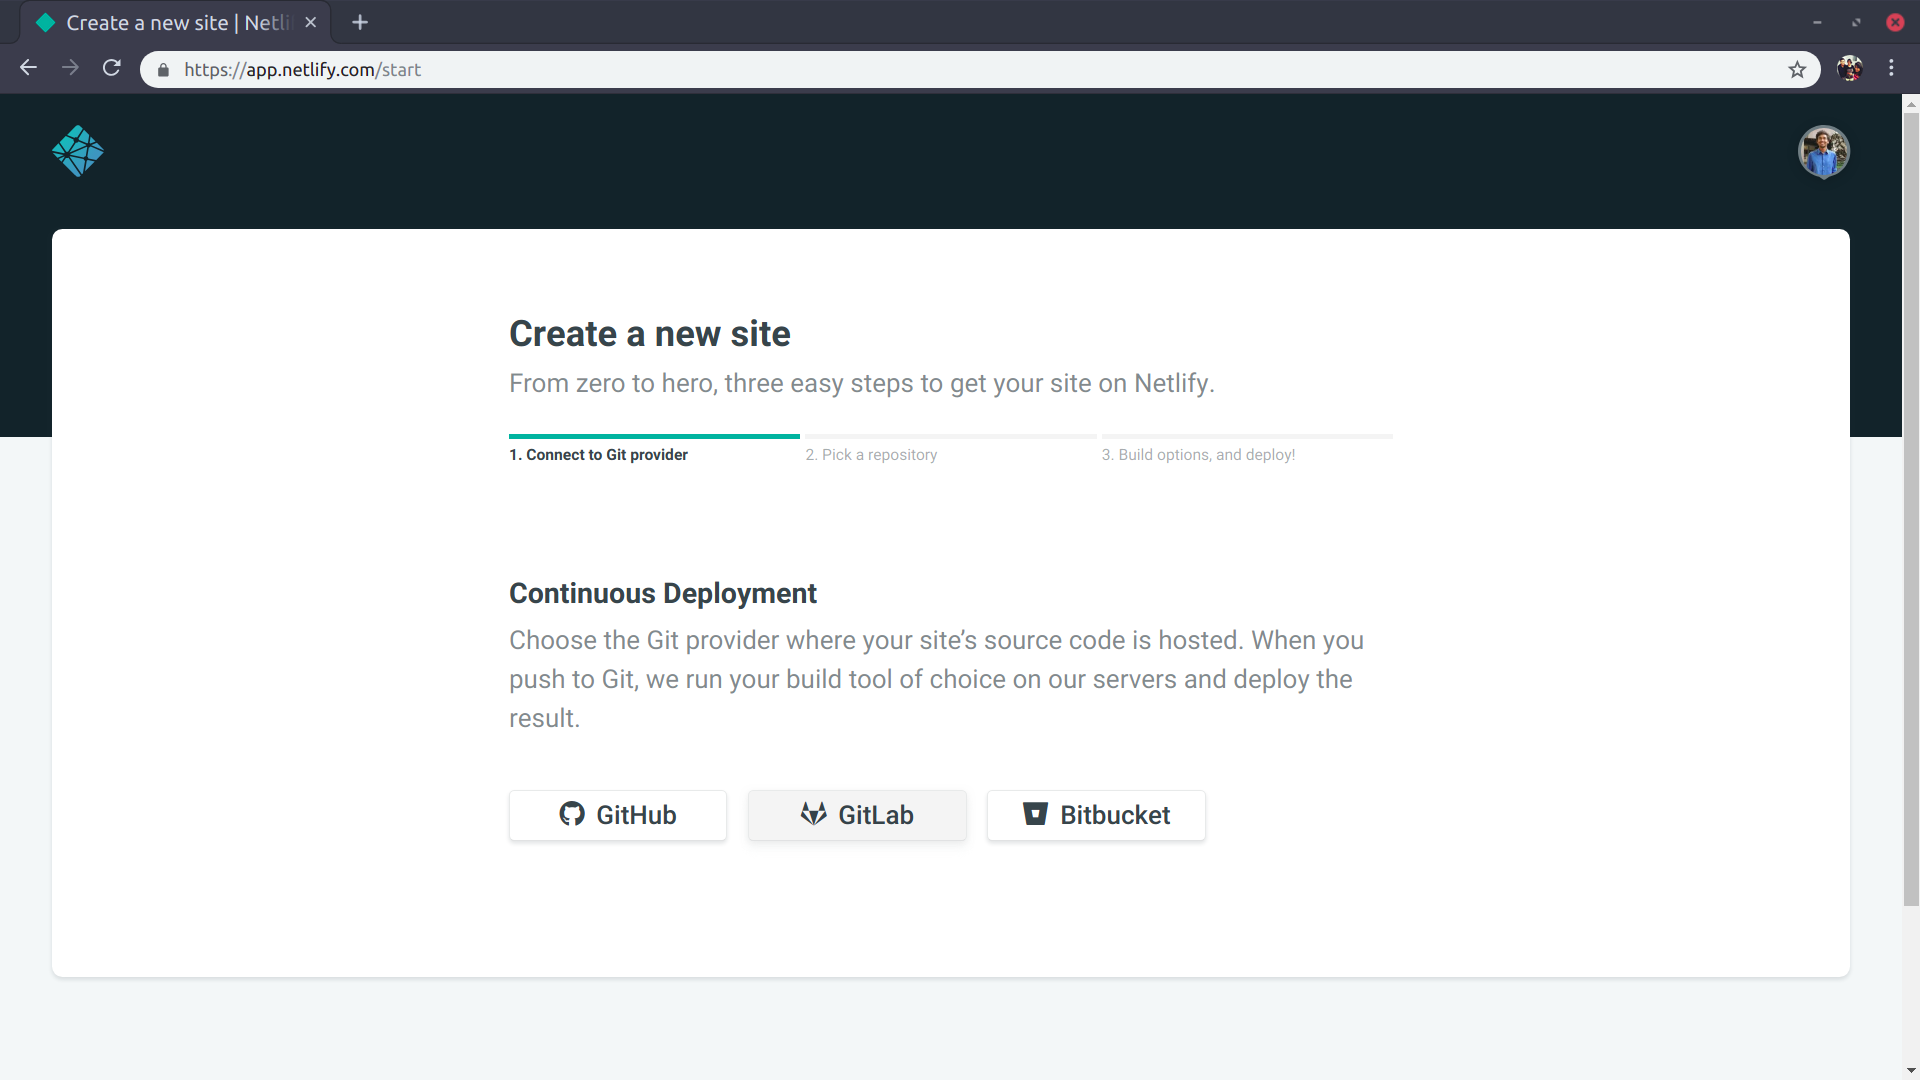 Create a new site | Netli
https://app.netlify.com/start
Create a new site
From zero to hero, three easy steps to get your site on Netlify.
1. Connect to Git provider
2. Pick a repository
3. Build options, and deploy!
Continuous Deployment
Choose the Git provider where your site’s source code is hosted. When you
push to Git, we run your build tool of choice on our servers and deploy the
result.
GitHub
GitLab
Bitbucket